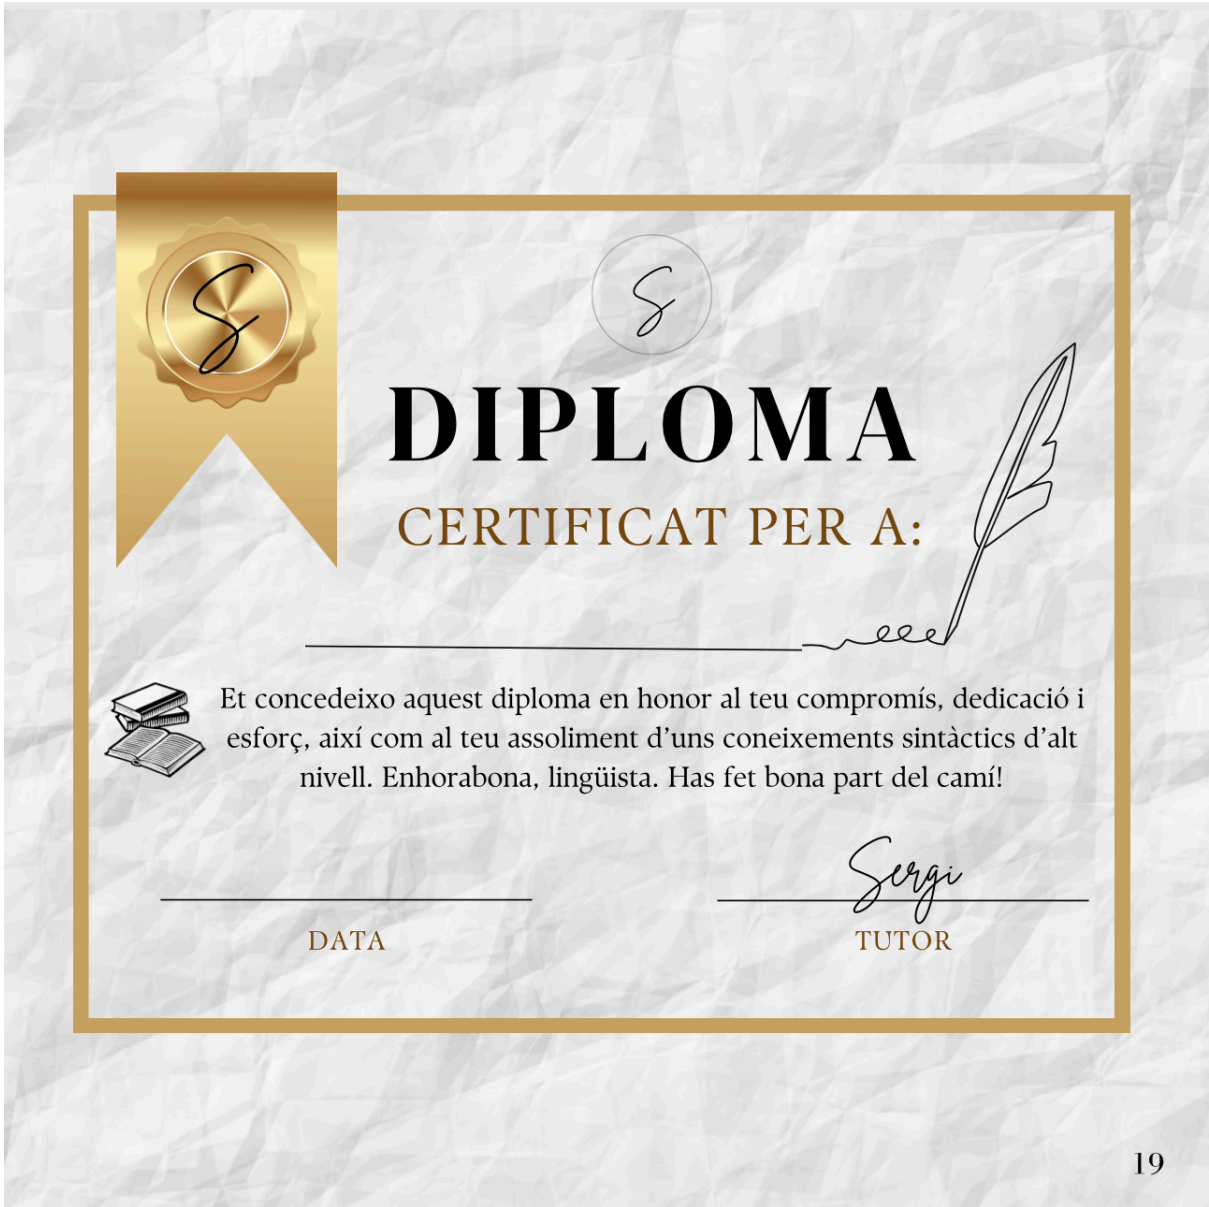 S
S
DIPLOMA
CERTIFICAT PER A:
Et concedeixo aquest diploma en honor al teu compromís, dedicació i
esforç, així com al teu assoliment d’uns coneixements sintàctics d’alt
nivell. Enhorabona, lingüista. Has fet bona part del camí!
Sergi
DATA
TUTOR
19